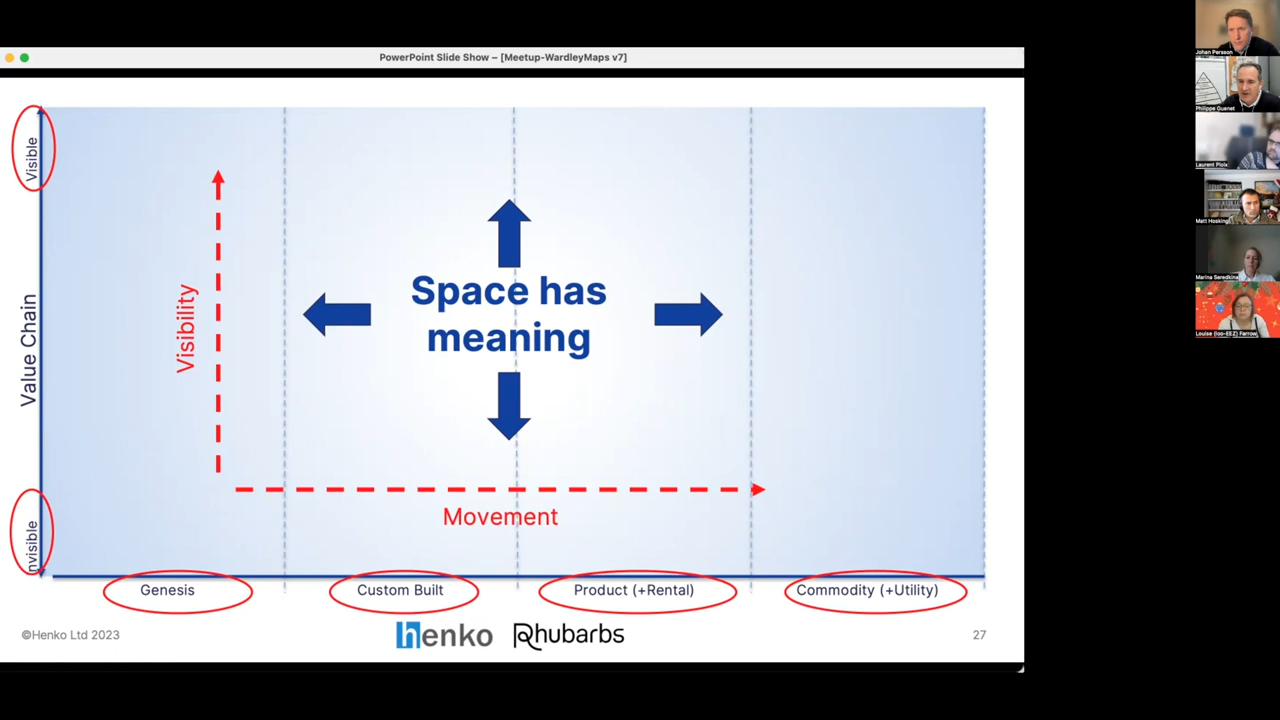 PowerPoint Slide Show – [Meetup-WardleyMaps v7]
Visible
Value Chain
Invisible
Visibility
Space has
meaning
Movement
Genesis
Custom Built
Product (+Rental)
Commodity (+Utility)
©Henko Ltd 2023
henko
Rhubarbs
27
Johan Persson
Philippe Guenet
Laurent Ploix
Matt Hosking
Marina Seredkina
Louise (loo-EEZ) Farrow